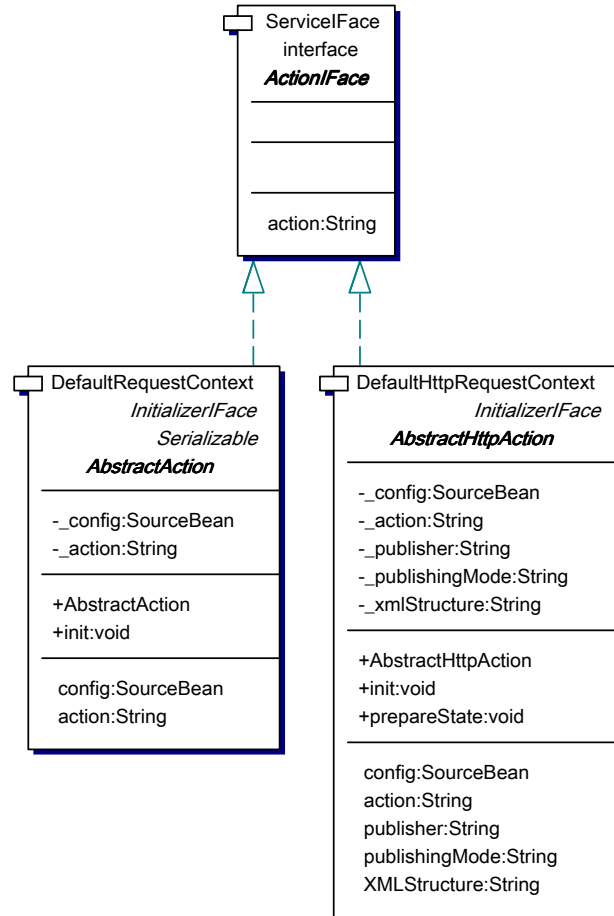 ServiceIFace
interface
ActionIFace
action:String
DefaultRequestContext
InitializerIFace
Serializable
AbstractAction
-_config:SourceBean
-_action:String
+AbstractAction
+init:void
config:SourceBean
action:String
DefaultHttpRequestContext
InitializerIFace
AbstractHttpAction
-_config:SourceBean
-_action:String
-_publisher:String
-_publishingMode:String
-_xmlStructure:String
+AbstractHttpAction
+init:void
+prepareState:void
config:SourceBean
action:String
publisher:String
publishingMode:String
XMLStructure:String